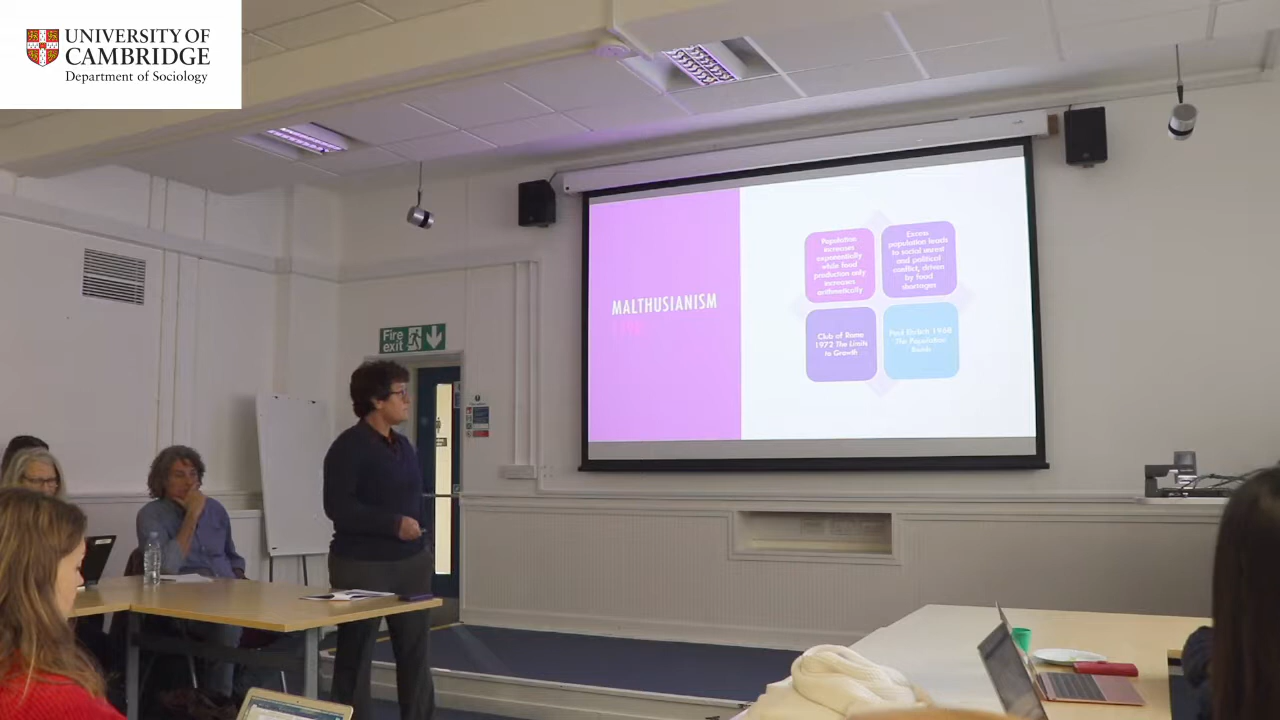 UNIVERSITY OF
CAMBRIDGE
Department of Sociology
Fire
exit
MALTHUSIANISM
Population
increases
exponentially
while food
production only
increases
arithmetically
Excess
population leads
to social unrest
and political
conflict, driven
by food
shortages
Club of Rome
1972 The Limits
to Growth
Paul Ehrlich 1968
The Population
Bomb